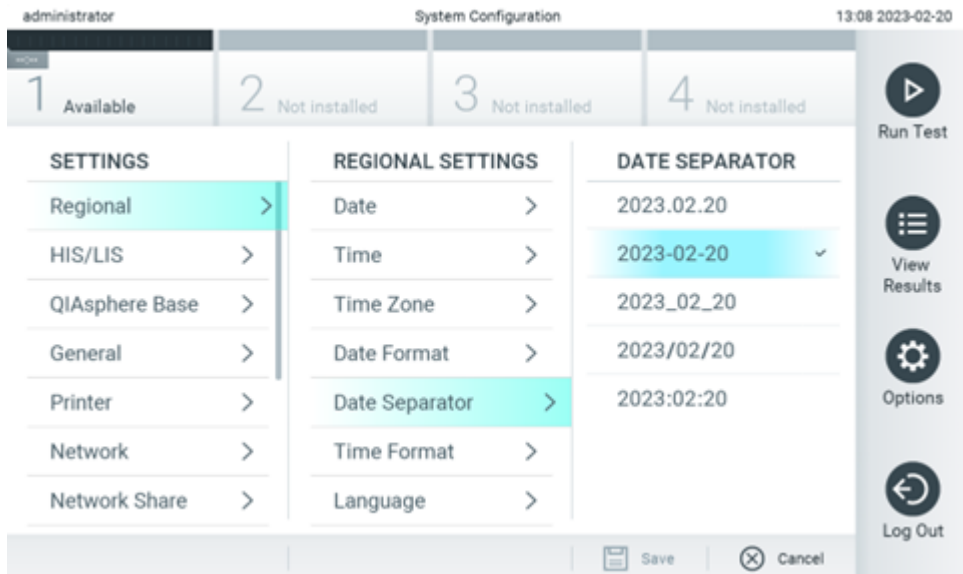 administrator System Configuration 13:08 2023-02-20
--:--
1 Available 2 Not installed 3 Not installed 4 Not installed
Run Test
SETTINGS REGIONAL SETTINGS DATE SEPARATOR
Regional Date 2023.02.20
HIS/LIS Time 2023-02-20
View Results
QIAsphere Base Time Zone 2023_02_20
General Date Format 2023/02/20
Printer Date Separator 2023:02:20
Options
Network Time Format
Network Share Language
Log Out
Save Cancel